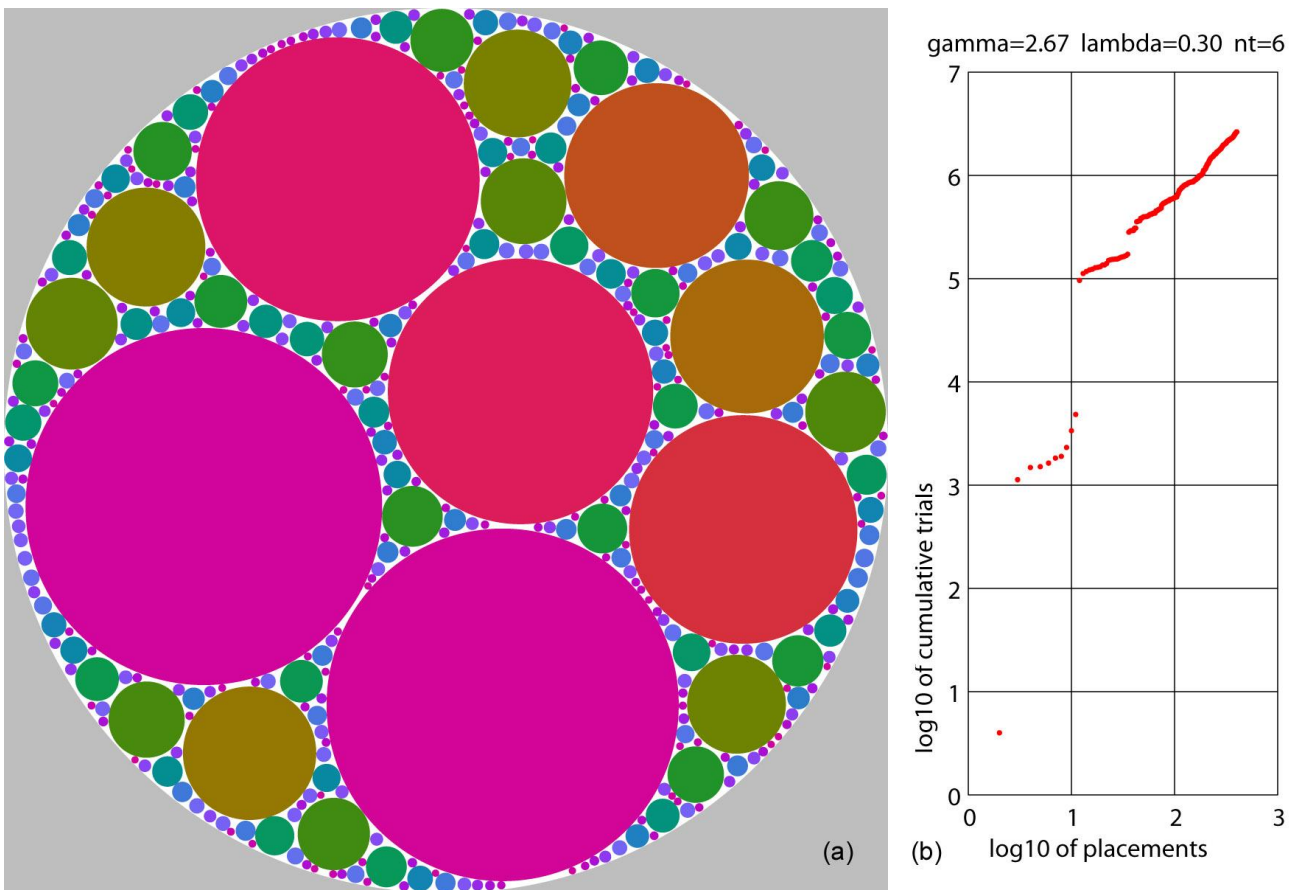 (a)
gamma=2.67 lambda=0.30 nt=6
log10 of cumulative trials
7
6
5
4
3
2
1
0
0 1 2 3
log10 of placements
(b)